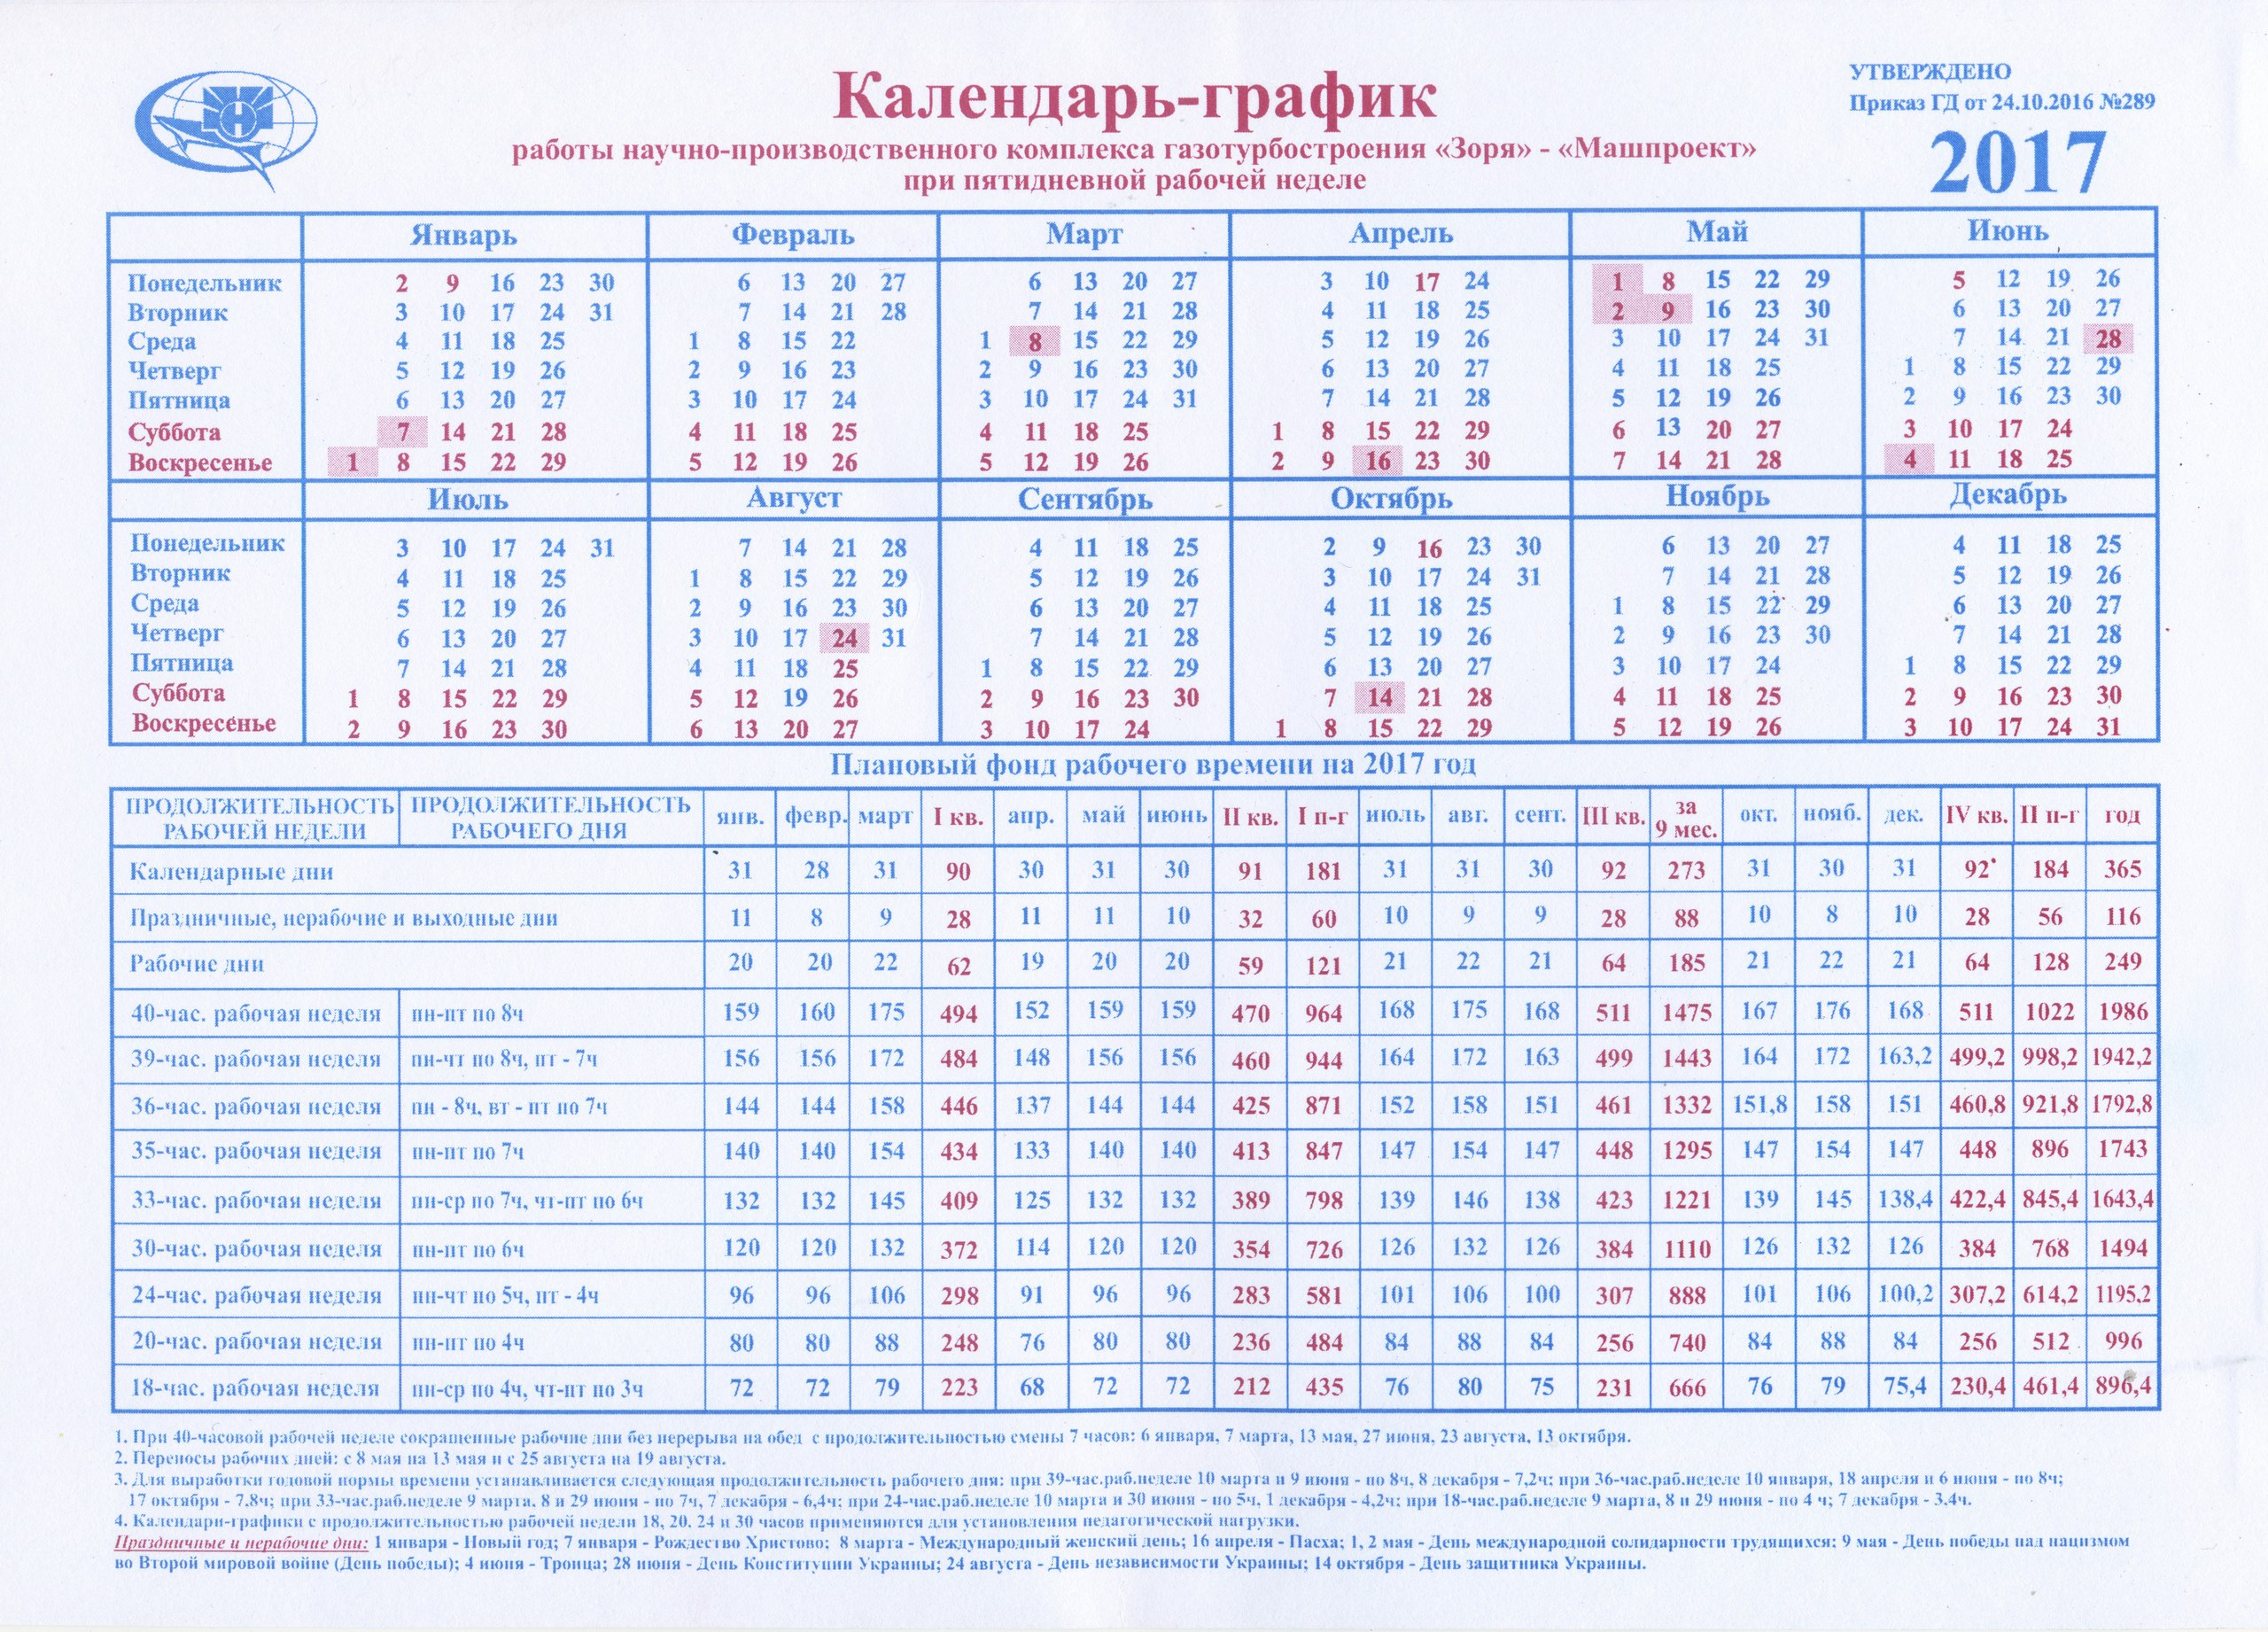 УТВЕРЖДЕНО
Приказ ГД от 24.10.2016 №289
2017
Календарь-график
работы научно-производственного комплекса газотурбостроения «Зоря» - «Машпроект»
при пятидневной рабочей неделе
Н
Январь Февраль Март Апрель Май Июнь
Понедельник 2 9 16 23 30 6 13 20 27 6 13 20 27 3 10 17 24 1 8 15 22 29 5 12 19 26
Вторник 3 10 17 24 31 7 14 21 28 7 14 21 28 4 11 18 25 2 9 16 23 30 6 13 20 27
Среда 4 11 18 25 1 8 15 22 1 8 15 22 29 5 12 19 26 3 10 17 24 31 7 14 21 28
Четверг 5 12 19 26 2 9 16 23 2 9 16 23 30 6 13 20 27 4 11 18 25 1 8 15 22 29
Пятница 6 13 20 27 3 10 17 24 3 10 17 24 31 7 14 21 28 5 12 19 26 2 9 16 23 30
Суббота 7 14 21 28 4 11 18 25 4 11 18 25 1 8 15 22 29 6 13 20 27 3 10 17 24
Воскресенье 1 8 15 22 29 5 12 19 26 5 12 19 26 2 9 16 23 30 7 14 21 28 4 11 18 25
Июль Август Сентябрь Октябрь Ноябрь Декабрь
Понедельник 3 10 17 24 31 7 14 21 28 4 11 18 25 2 9 16 23 30 6 13 20 27 4 11 18 25
Вторник 4 11 18 25 1 8 15 22 29 5 12 19 26 3 10 17 24 31 7 14 21 28 5 12 19 26
Среда 5 12 19 26 2 9 16 23 30 6 13 20 27 4 11 18 25 1 8 15 22 29 6 13 20 27
Четверг 6 13 20 27 3 10 17 24 31 7 14 21 28 5 12 19 26 2 9 16 23 30 7 14 21 28
Пятница 7 14 21 28 4 11 18 25 1 8 15 22 29 6 13 20 27 3 10 17 24 1 8 15 22 29
Суббота 1 8 15 22 29 5 12 19 26 2 9 16 23 30 7 14 21 28 4 11 18 25 2 9 16 23 30
Воскресенье 2 9 16 23 30 6 13 20 27 3 10 17 24 1 8 15 22 29 5 12 19 26 3 10 17 24 31
Плановый фонд рабочего времени на 2017 год
ПРОДОЛЖИТЕЛЬНОСТЬ РАБОЧЕЙ НЕДЕЛИ ПРОДОЛЖИТЕЛЬНОСТЬ РАБОЧЕГО ДНЯ янв. февр. март I кв. апр. май июнь II кв. I п-г июль авг. сент. III кв. за 9 мес. окт. нояб. дек. IV кв. II п-г год
Календарные дни 31 28 31 90 30 31 30 91 181 31 31 30 92 273 31 30 31 92 184 365
Праздничные, нерабочие и выходные дни 11 8 9 28 11 11 10 32 60 10 9 9 28 88 10 8 10 28 56 116
Рабочие дни 20 20 22 62 19 20 20 59 121 21 22 21 64 185 21 22 21 64 128 249
40-час. рабочая неделя пн-пт по 8ч 159 160 175 494 152 159 159 470 964 168 175 168 511 1475 167 176 168 511 1022 1986
39-час. рабочая неделя пн-чт по 8ч, пт - 7ч 156 156 172 484 148 156 156 460 944 164 172 163 499 1443 164 172 163,2 499,2 998,2 1942,2
36-час. рабочая неделя пн - 8ч, вт - пт по 7ч 144 144 158 446 137 144 144 425 871 152 158 151 461 1332 151,8 158 151 460,8 921,8 1792,8
35-час. рабочая неделя пн-пт по 7ч 140 140 154 434 133 140 140 413 847 147 154 147 448 1295 147 154 147 448 896 1743
33-час. рабочая неделя пн-ср по 7ч, чт-пт по 6ч 132 132 145 409 125 132 132 389 798 139 146 138 423 1221 139 145 138,4 422,4 845,4 1643,4
30-час. рабочая неделя пн-пт по 6ч 120 120 132 372 114 120 120 354 726 126 132 126 384 1110 126 132 126 384 768 1494
24-час. рабочая неделя пн-чт по 5ч, пт - 4ч 96 96 106 298 91 96 96 283 581 101 106 100 307 888 101 106 100,2 307,2 614,2 1195,2
20-час. рабочая неделя пн-пт по 4ч 80 80 88 248 76 80 80 236 484 84 88 84 256 740 84 88 84 256 512 996
18-час. рабочая неделя пн-ср по 4ч, чт-пт по 3ч 72 72 79 223 68 72 72 212 435 76 80 75 231 666 76 79 75,4 230,4 461,4 896,4
1. При 40-часовой рабочей неделе сокращенные рабочие дни без перерыва на обед с продолжительностью смены 7 часов: 6 января, 7 марта, 13 мая, 27 июня, 23 августа, 13 октября.
2. Переносы рабочих дней: с 8 мая на 13 мая и с 25 августа на 19 августа.
3. Для выработки годовой нормы времени устанавливается следующая продолжительность рабочего дня: при 39-час.раб.неделе 10 марта и 9 июня - по 8ч, 8 декабря - 7,2ч; при 36-час.раб.неделе 10 января, 18 апреля и 6 июня - по 8ч;
17 октября - 7,8ч; при 33-час.раб.неделе 9 марта, 8 и 29 июня - по 7ч, 7 декабря - 6,4ч; при 24-час.раб.неделе 10 марта и 30 июня - по 5ч, 1 декабря - 4,2ч; при 18-час.раб.неделе 9 марта, 8 и 29 июня - по 4 ч; 7 декабря - 3.4ч.
4. Календари-графики с продолжительностью рабочей недели 18, 20, 24 и 30 часов применяются для установления педагогической нагрузки.
Праздничные и нерабочие дни: 1 января - Новый год; 7 января - Рождество Христово; 8 марта - Международный женский день; 16 апреля - Пасха; 1, 2 мая - День международной солидарности трудящихся; 9 мая - День победы над нацизмом
во Второй мировой войне (День победы); 4 июня - Троица; 28 июня - День Конституции Украины; 24 августа - День независимости Украины; 14 октября - День защитника Украины.